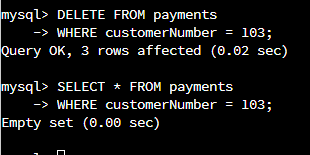 mysql> DELETE FROM payments
    -> WHERE customerNumber = 103;
Query OK, 3 rows affected (0.02 sec)
mysql> SELECT * FROM payments
    -> WHERE customerNumber = 103;
Empty set (0.00 sec)